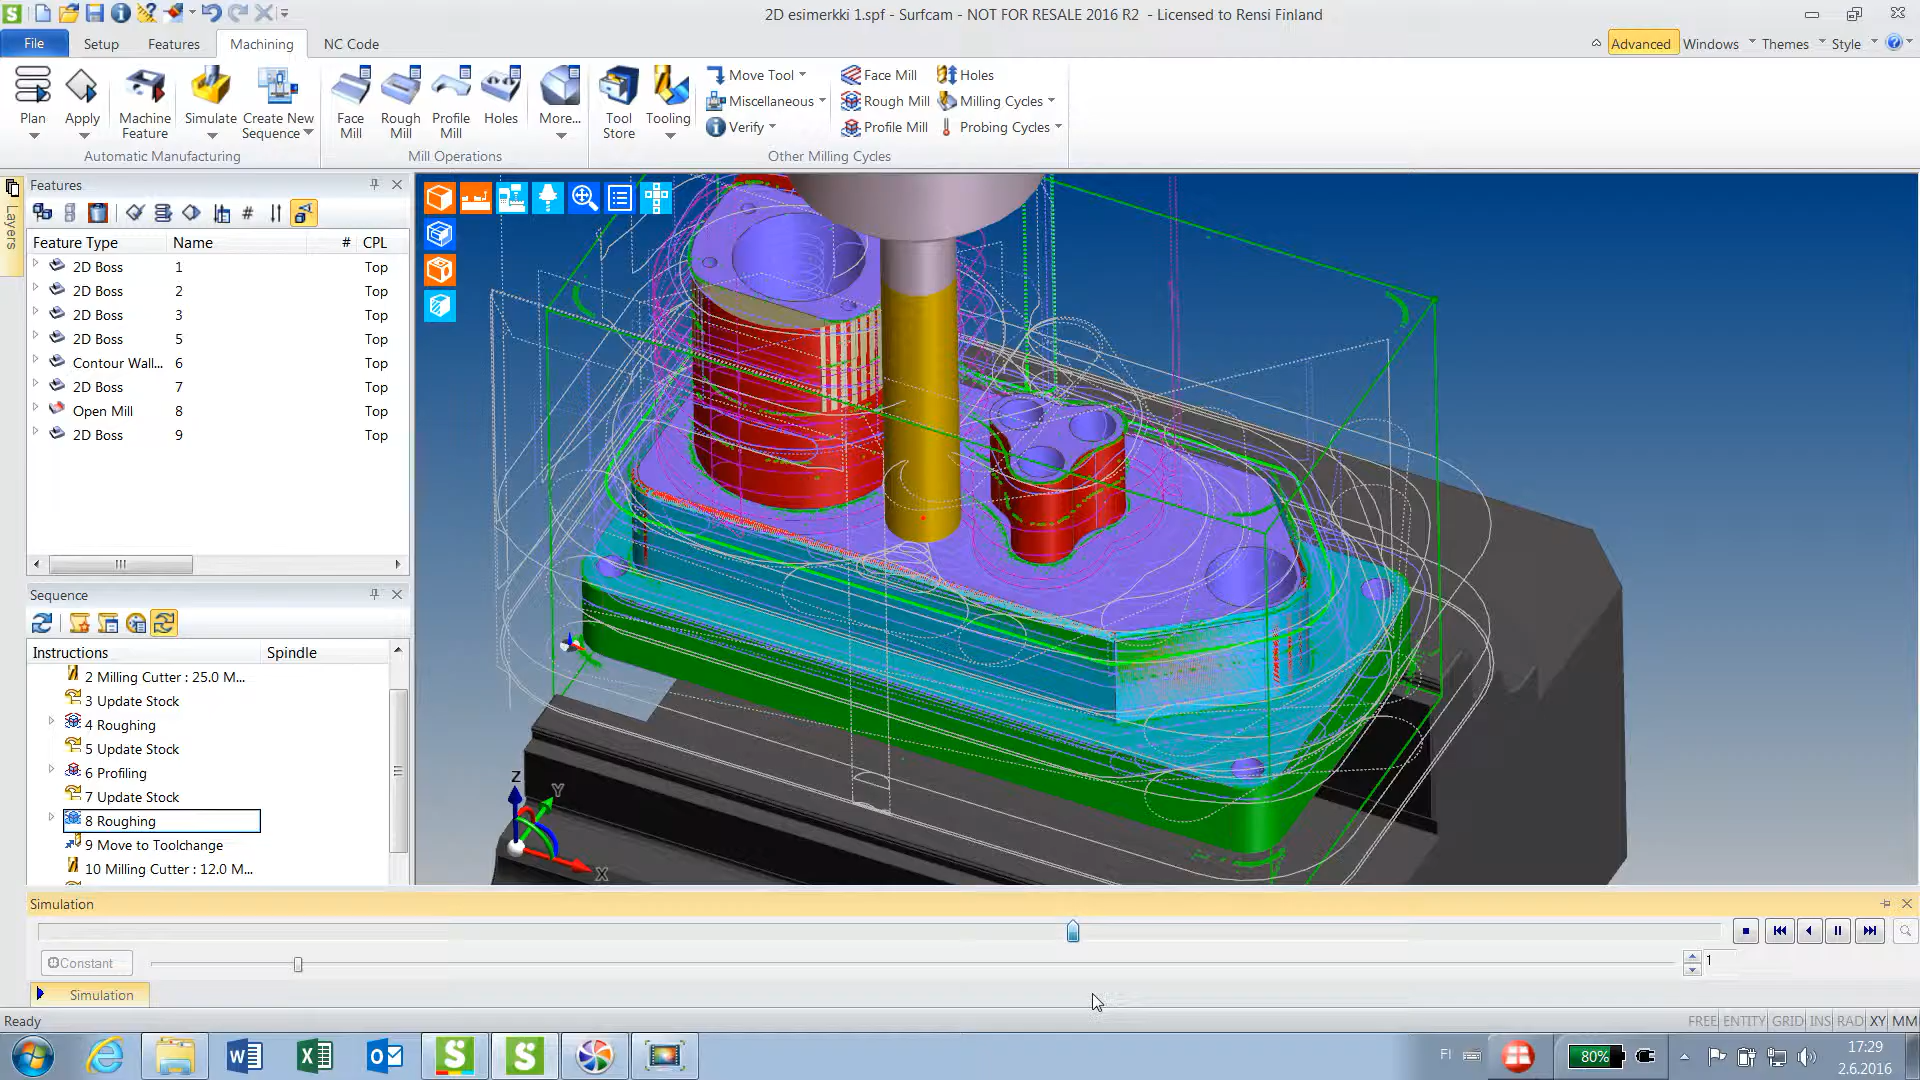 2D esimerkki 1.spf - Surfcam - NOT FOR RESALE 2016 R2 - Licensed to Rensi Finland
File Setup Features Machining NC Code Advanced Windows Themes Style
Plan Apply Machine Feature Simulate Create New Sequence Face Mill Rough Mill Profile Mill Holes More... Tool Store Tooling
Move Tool Face Mill Holes
Miscellaneous Rough Mill Milling Cycles
Verify Profile Mill Probing Cycles
Automatic Manufacturing Mill Operations Other Milling Cycles
Layers
Features
Feature Type Name # CPL
2D Boss 1 Top
2D Boss 2 Top
2D Boss 3 Top
2D Boss 5 Top
Contour Wall... 6 Top
2D Boss 7 Top
Open Mill 8 Top
2D Boss 9 Top
Sequence
Instructions Spindle
2 Milling Cutter : 25.0 M...
3 Update Stock
4 Roughing
5 Update Stock
6 Profiling
7 Update Stock
8 Roughing
9 Move to Toolchange
10 Milling Cutter : 12.0 M...
Z
Y
X
Simulation
Constant 1
Simulation
Ready FREE ENTITY GRID INS RAD XY MM
FI 80% 17:29
2.6.2016